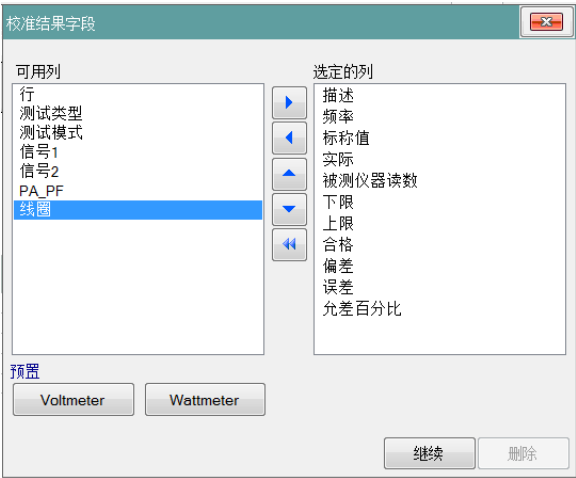 校准结果字段
可用列
行
测试类型
测试模式
信号1
信号2
PA_PF
线圈
选定的列
描述
频率
标称值
实际
被测仪器读数
下限
上限
合格
偏差
误差
允差百分比
预置
Voltmeter
Wattmeter
继续
删除